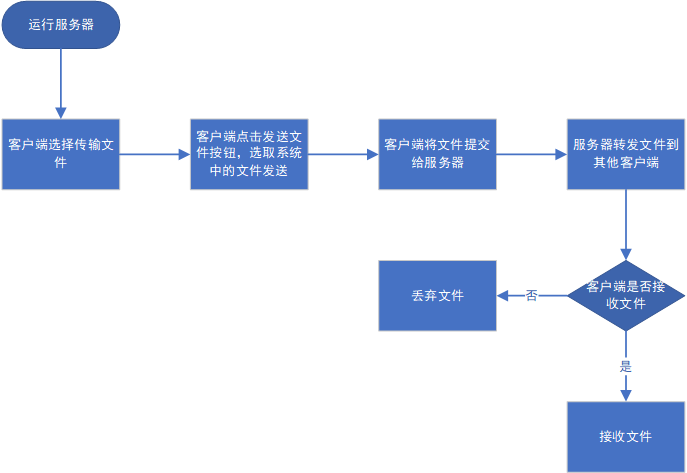 运行服务器
客户端选择传输文
件
客户端点击发送文
件按钮，选取系统
中的文件发送
客户端将文件提交
给服务器
服务器转发文件到
其他客户端
客户端是否接
收文件
否
丢弃文件
是
接收文件